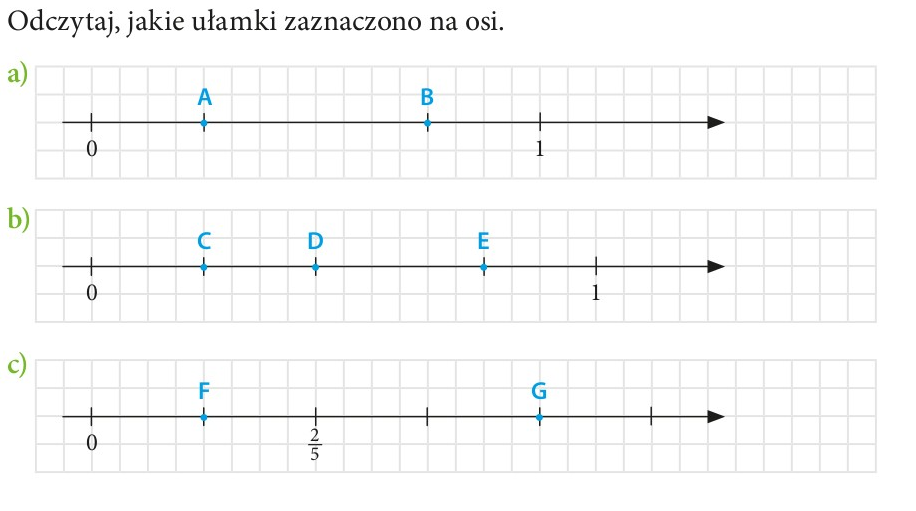 Odczytaj, jakie ułamki zaznaczono na osi.
a)
A B
0 1
b)
C D E
0 1
c)
F G
0 2/5